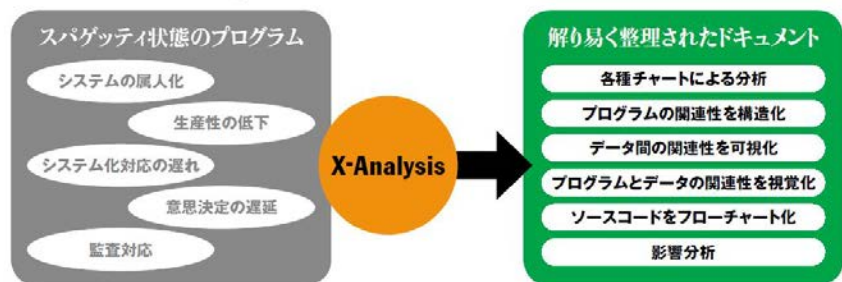 スパゲッティ状態のプログラム
システムの属人化
生産性の低下
システム化対応の遅れ
意思決定の遅延
監査対応
X-Analysis
解り易く整理されたドキュメント
各種チャートによる分析
プログラムの関連性を構造化
データ間の関連性を可視化
プログラムとデータの関連性を視覚化
ソースコードをフローチャート化
影響分析